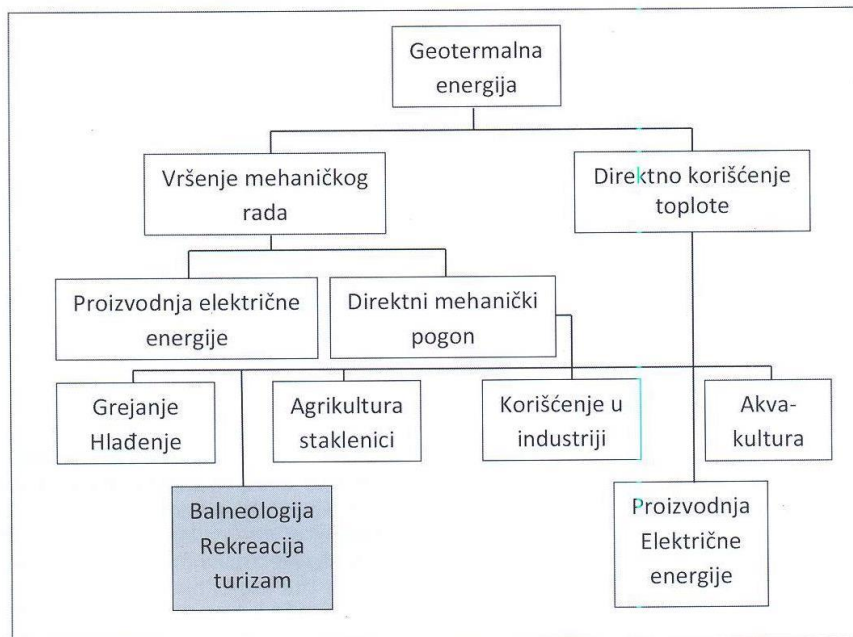 Geotermalna
energija
Vršenje mehaničkog
rada
Direktno korišćenje
toplote
Proizvodnja električne
energije
Direktni mehanički
pogon
Grejanje
Hlađenje
Agrikultura
staklenici
Korišćenje u
industriji
Akva-
kultura
Balneologija
Rekreacija
turizam
Proizvodnja
Električne
energije